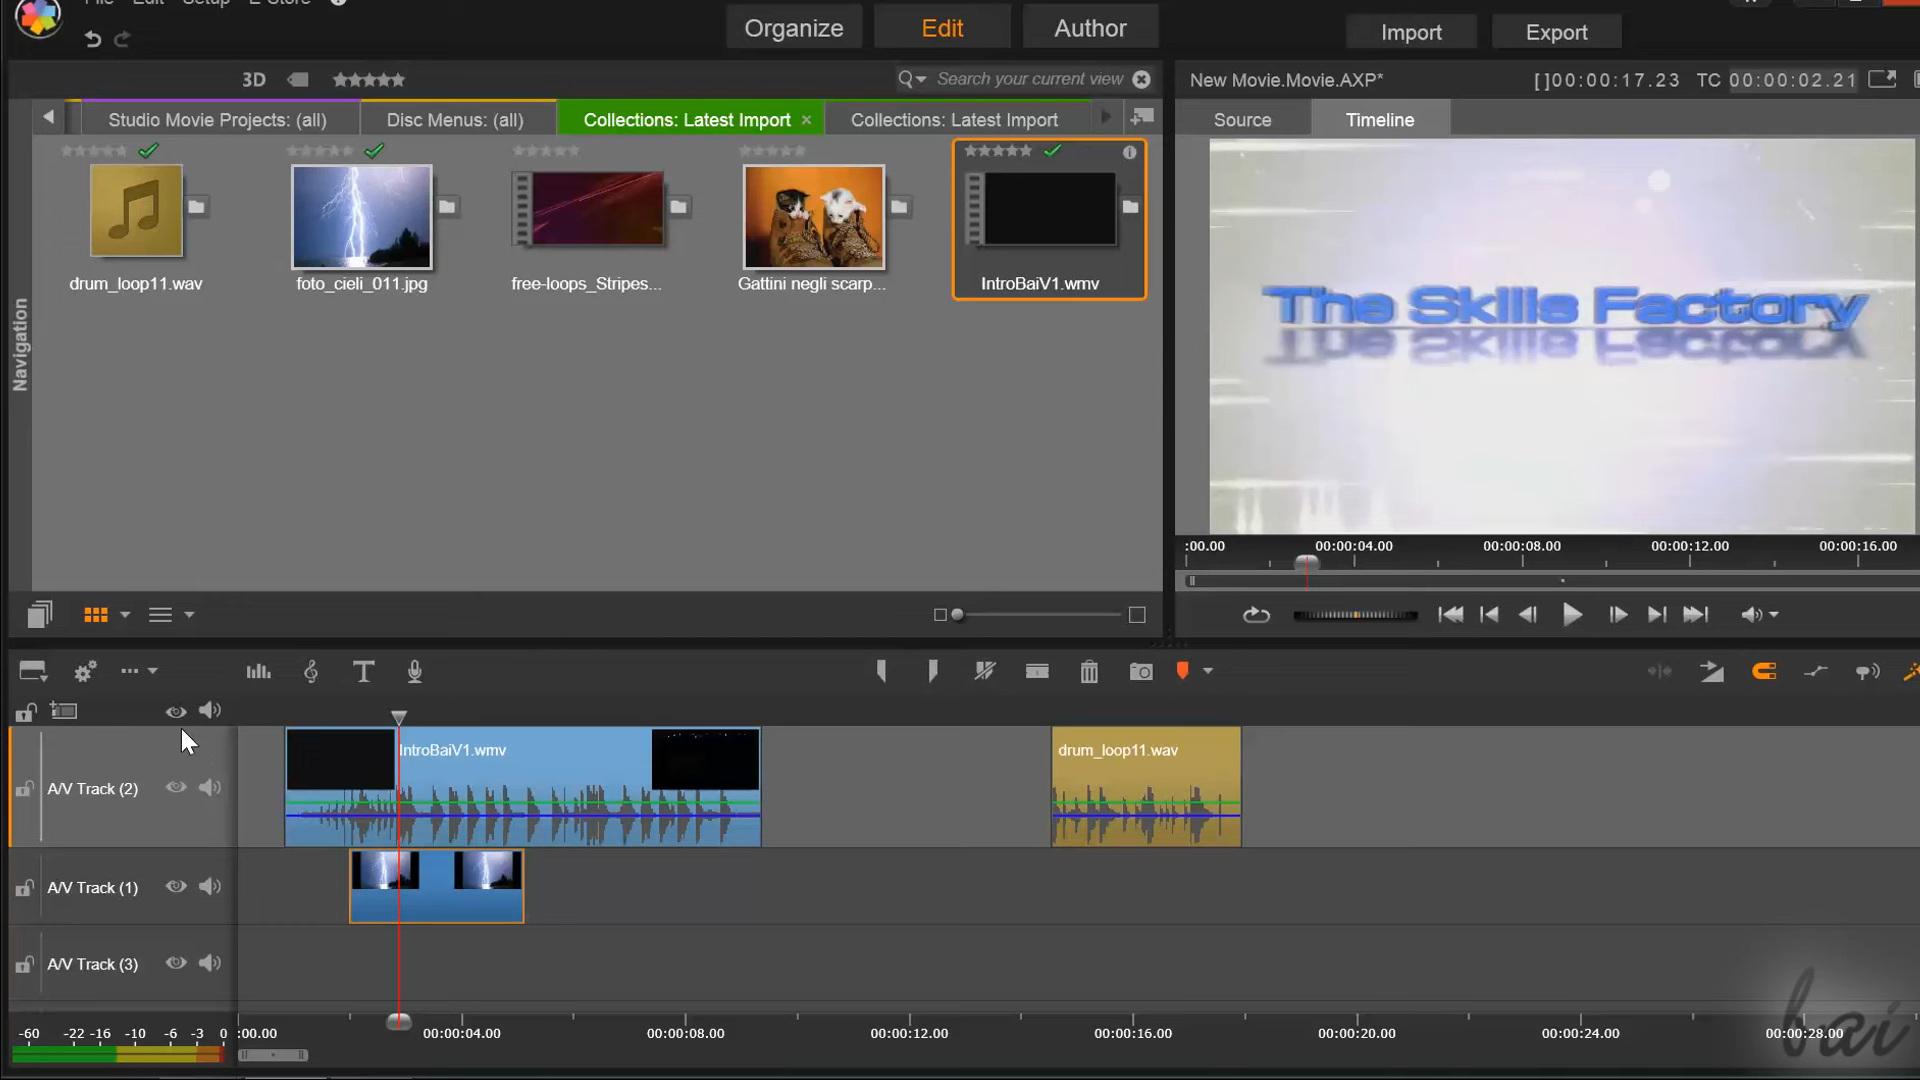 File Edit Setup E-Store
Organize Edit Author Import Export
3D Search your current view
New Movie.Movie.AXP* []00:00:17.23 TC 00:00:02.21
Studio Movie Projects: (all) Disc Menus: (all) Collections: Latest Import × Collections: Latest Import
Source Timeline
drum_loop11.wav foto_cieli_011.jpg free-loops_Stripes... Gattini negli scarp... IntroBaiV1.wmv
Navigation
The Skills Factory
:00.00 00:00:04.00 00:00:08.00 00:00:12.00 00:00:16.00
IntroBaiV1.wmv drum_loop11.wav
A/V Track (2)
A/V Track (1)
A/V Track (3)
-60 -22 -16 -10 -6 -3 0 :00.00 00:00:04.00 00:00:08.00 00:00:12.00 00:00:16.00 00:00:20.00 00:00:24.00 00:00:28.00
bai